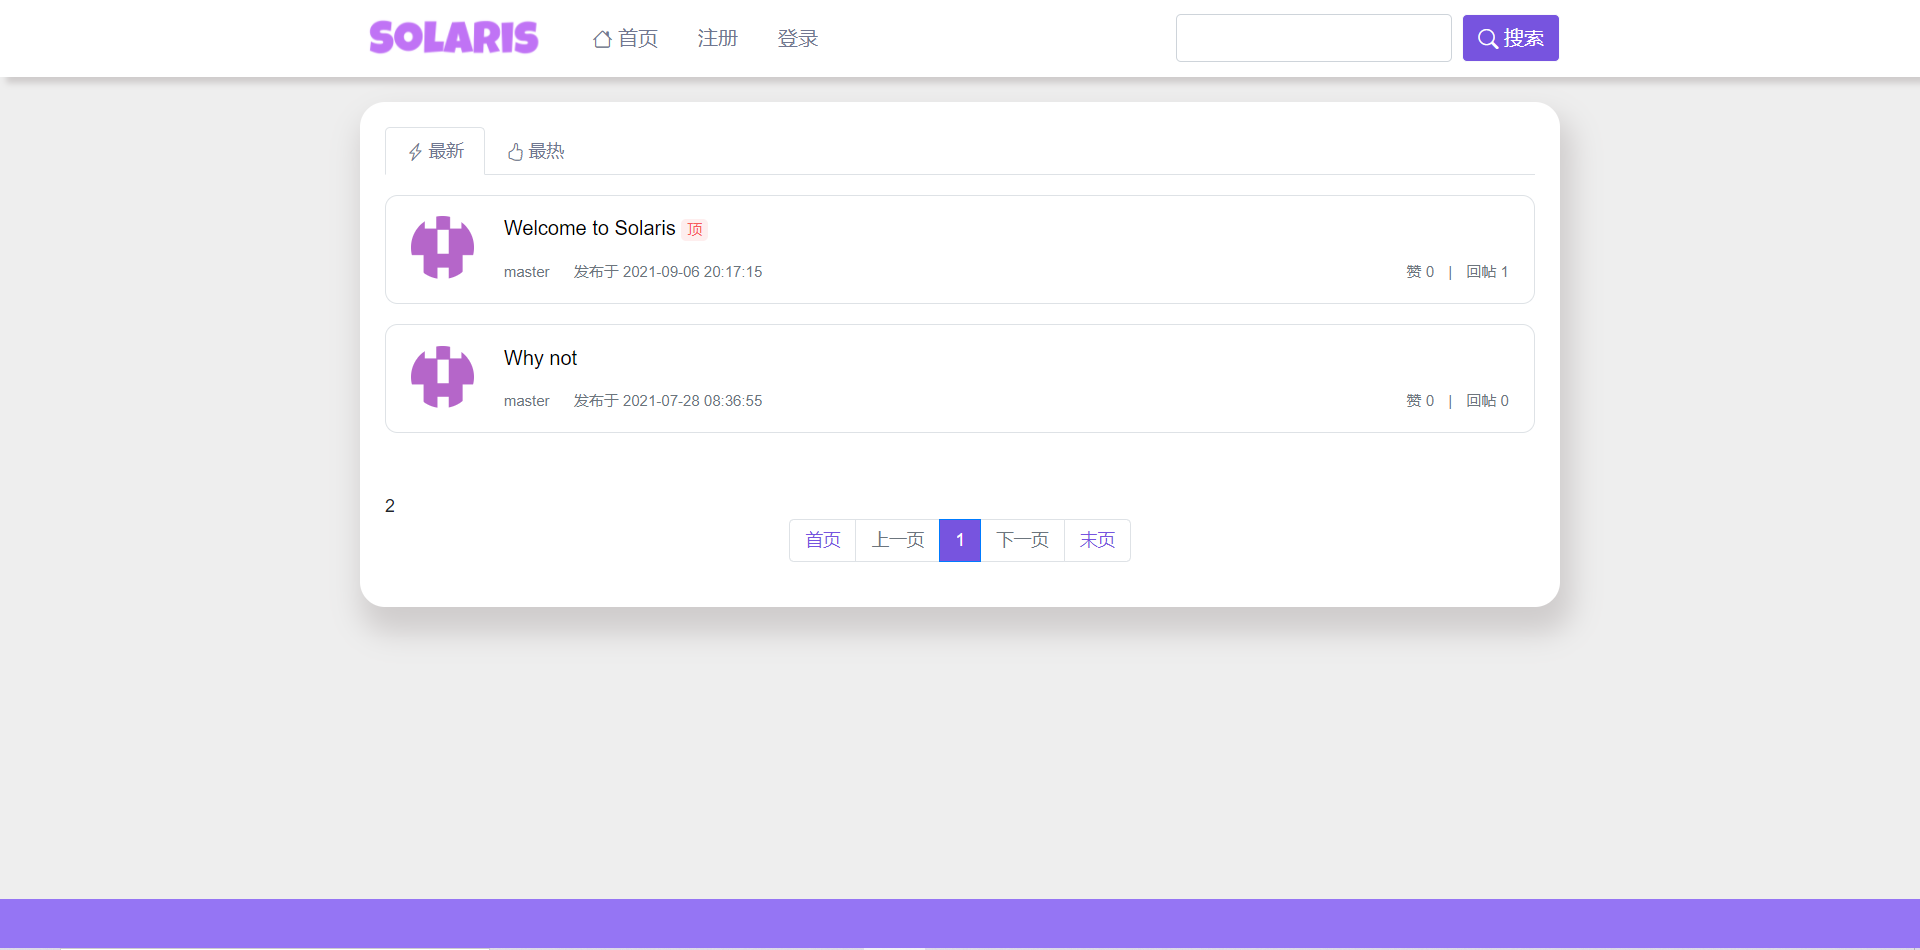 SOLARIS 首页 注册 登录 搜索
最新 最热
Welcome to Solaris 顶
master 发布于 2021-09-06 20:17:15 赞 0 | 回帖 1
Why not
master 发布于 2021-07-28 08:36:55 赞 0 | 回帖 0
2
首页 上一页 1 下一页 末页